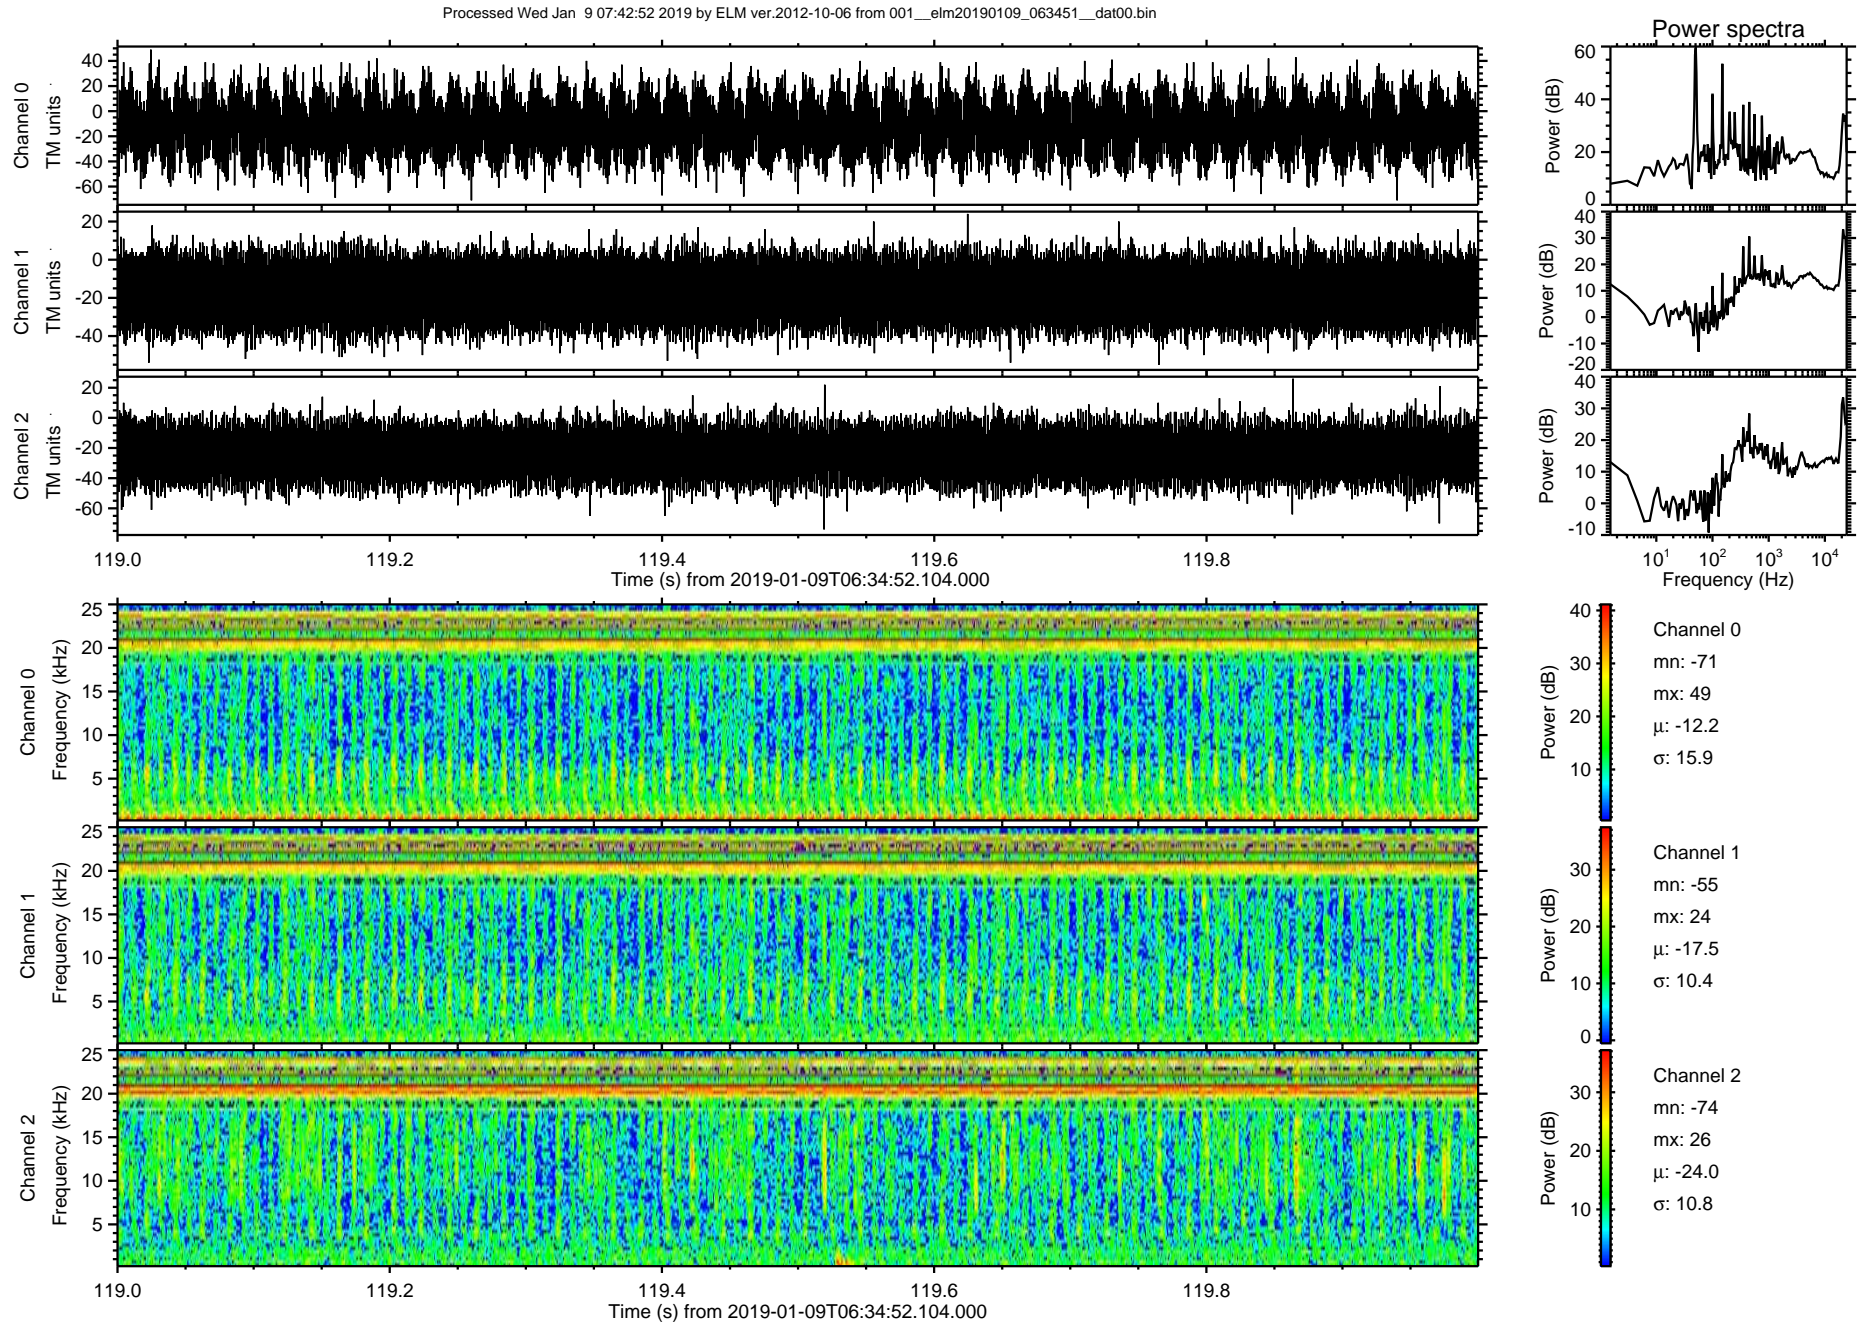 Processed Wed Jan  9 07:42:52 2019 by ELM ver.2012-10-06 from 001__elm20190109_063451__dat00.bin
Power spectra
Channel 0
TM units
40
20
0
-20
-40
-60
Power (dB)
60
40
20
0
Channel 1
TM units
20
0
-20
-40
Power (dB)
40
30
20
10
0
-10
-20
Channel 2
TM units
20
0
-20
-40
-60
Power (dB)
40
30
20
10
0
-10
119.0 119.2 119.4 119.6 119.8
Time (s) from 2019-01-09T06:34:52.104.000
10¹ 10² 10³ 10⁴
Frequency (Hz)
Channel 0
Frequency (kHz)
25
20
15
10
5
Power (dB)
40
30
20
10
Channel 0
mn: -71
mx: 49
μ: -12.2
σ: 15.9
Channel 1
Frequency (kHz)
25
20
15
10
5
Power (dB)
30
20
10
0
Channel 1
mn: -55
mx: 24
μ: -17.5
σ: 10.4
Channel 2
Frequency (kHz)
25
20
15
10
5
Power (dB)
30
20
10
Channel 2
mn: -74
mx: 26
μ: -24.0
σ: 10.8
119.0 119.2 119.4 119.6 119.8
Time (s) from 2019-01-09T06:34:52.104.000